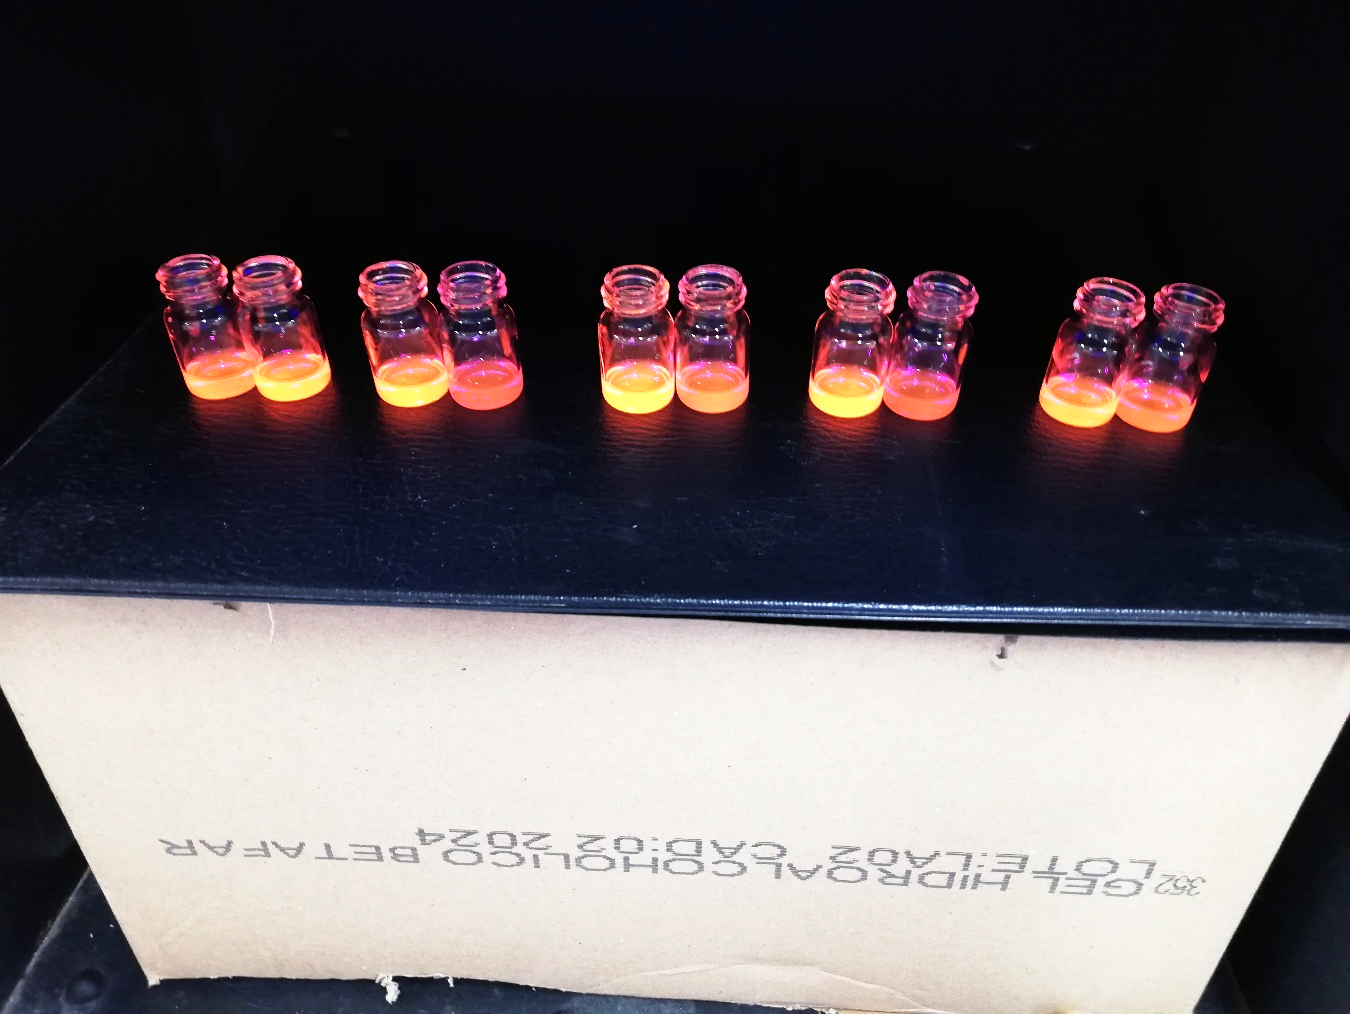 352 GEL HIDROALCOHOLICO BETAFAR
LOTE:LA02 CAD:02 2024